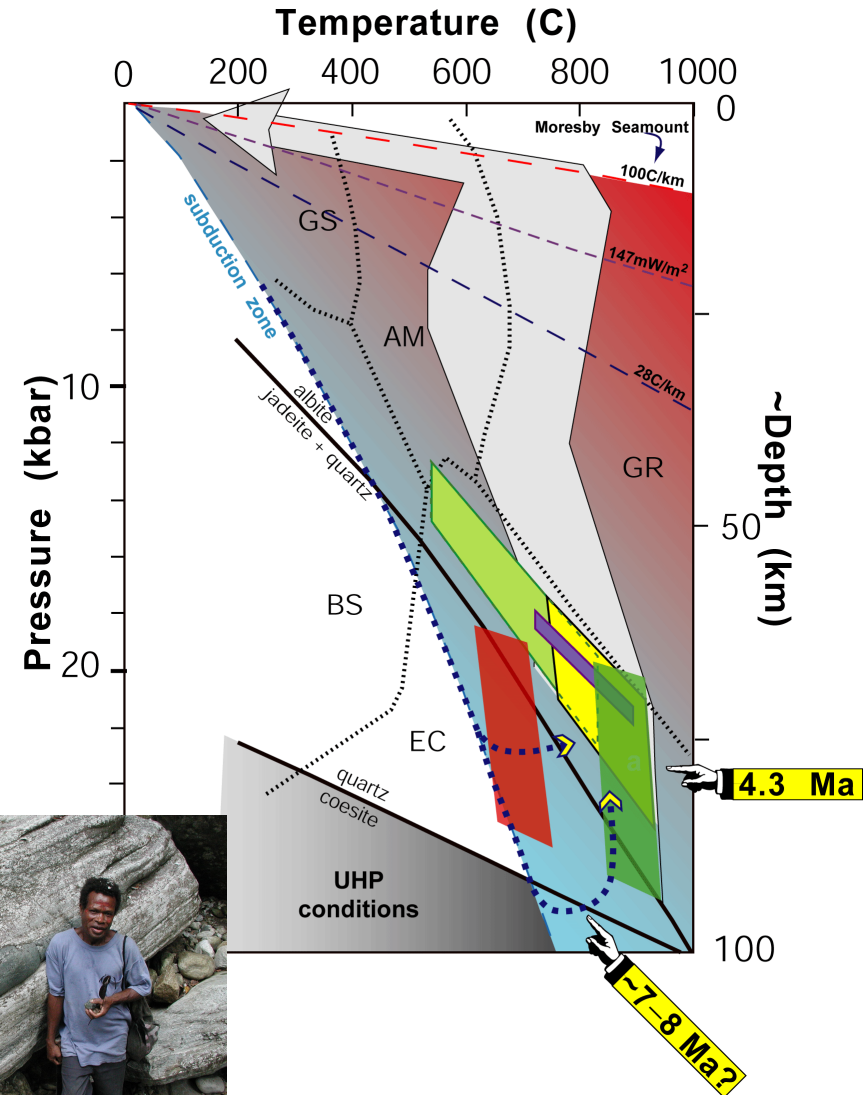 Temperature (C)
0 200 400 600 800 1000
0
Moresby Seamount
100C/km
subduction zone
GS
147mW/m²
AM
28C/km
10
albite
jadeite + quartz
Pressure (kbar)
~Depth (km)
GR
50
BS
20
EC
a
quartz
coesite
4.3 Ma
UHP
conditions
100
~7–8 Ma?